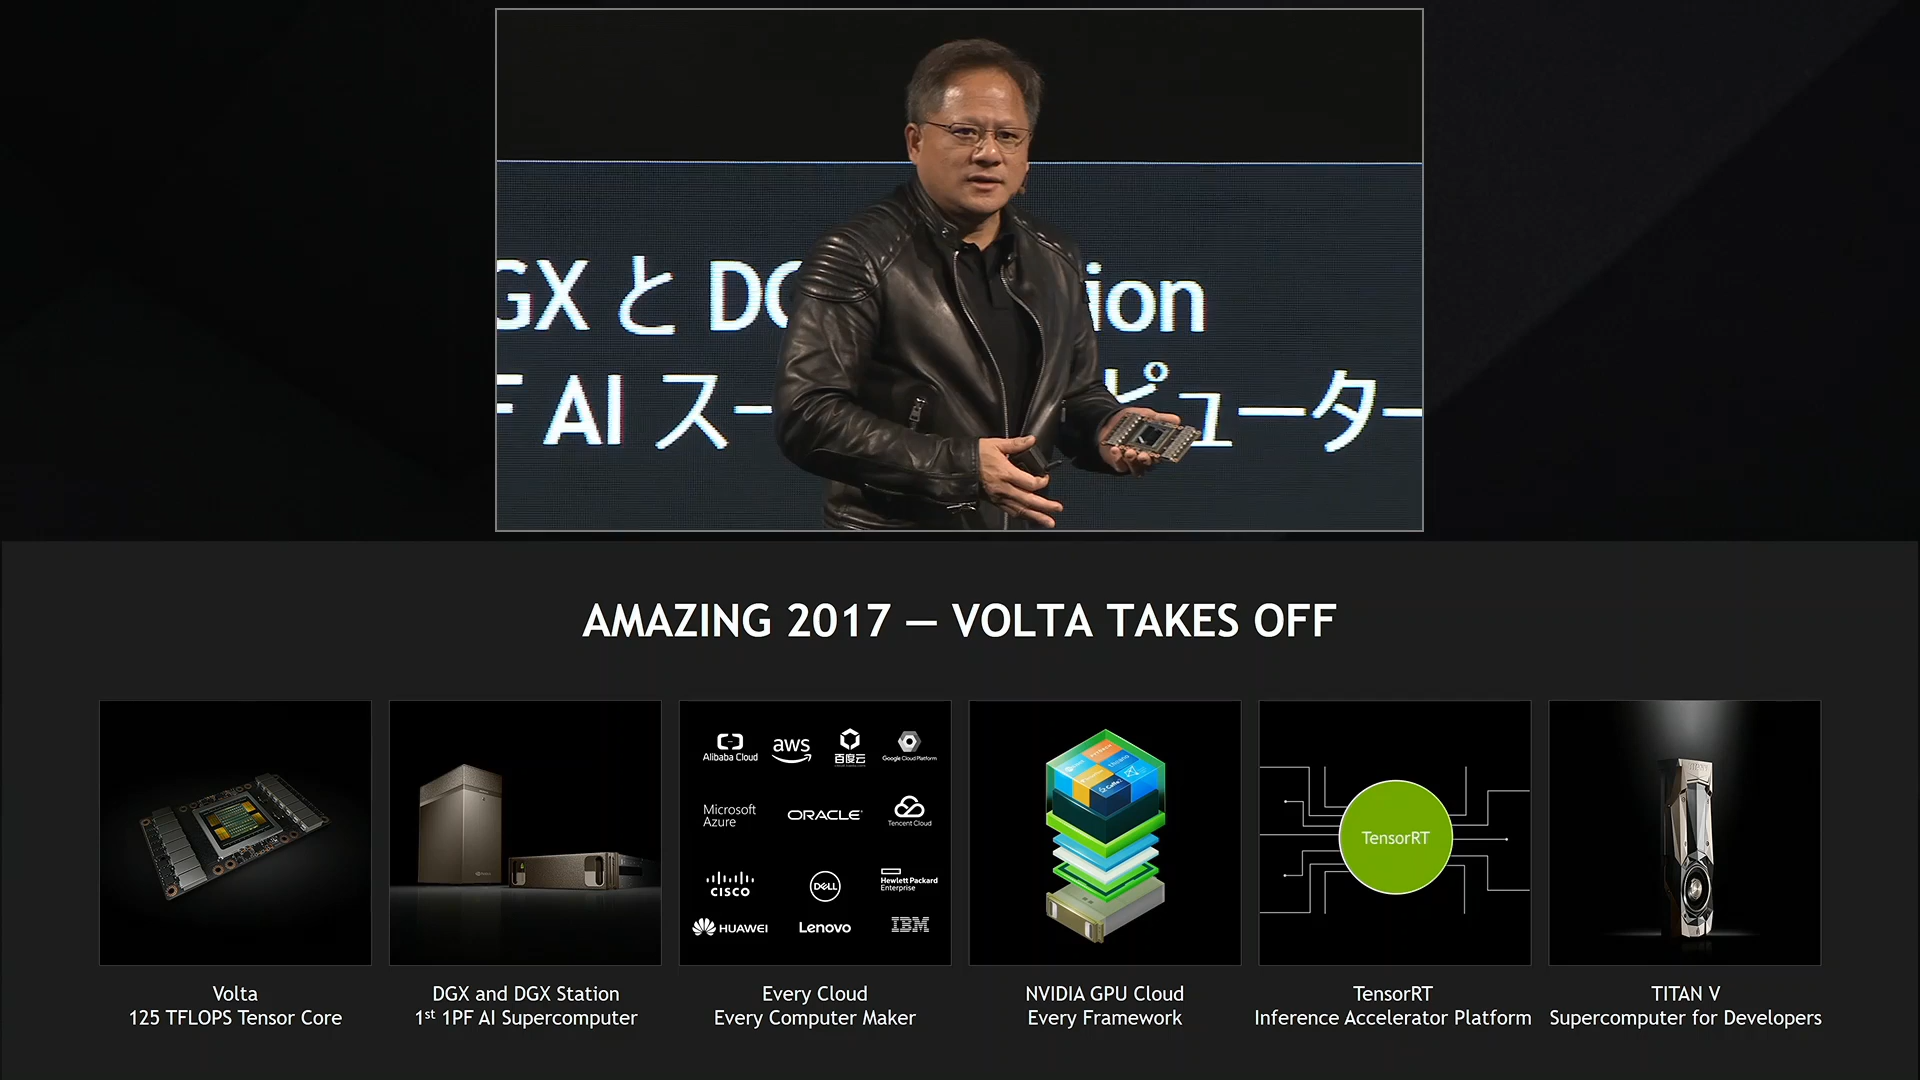 GX と DG ion
F AI スー ピューター
AMAZING 2017 — VOLTA TAKES OFF
Alibaba Cloud
aws
百度云
Google Cloud Platform
Microsoft
Azure
ORACLE
Tencent Cloud
CISCO
DELL
Hewlett Packard
Enterprise
HUAWEI
Lenovo
IBM
theano
Caffe2
TensorRT
Volta
125 TFLOPS Tensor Core
DGX and DGX Station
1st 1PF AI Supercomputer
Every Cloud
Every Computer Maker
NVIDIA GPU Cloud
Every Framework
TensorRT
Inference Accelerator Platform
TITAN V
Supercomputer for Developers